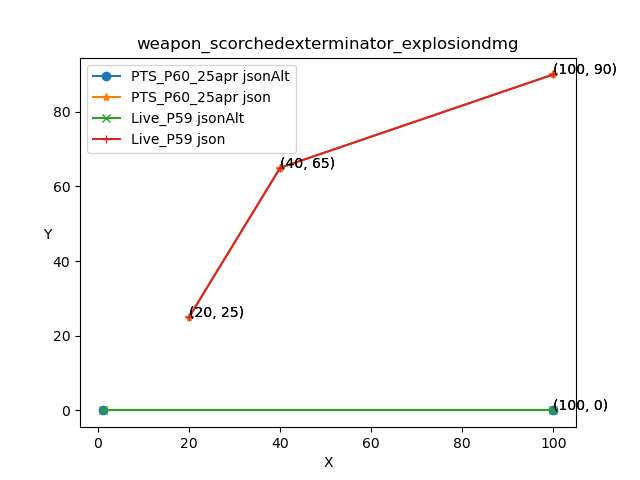 weapon_scorchedexterminator_explosiondmg
PTS_P60_25apr jsonAlt
PTS_P60_25apr json
Live_P59 jsonAlt
Live_P59 json
(100, 90)
(40, 65)
(20, 25)
(100, 0)
Y
80
60
40
20
0
0 20 40 60 80 100
X